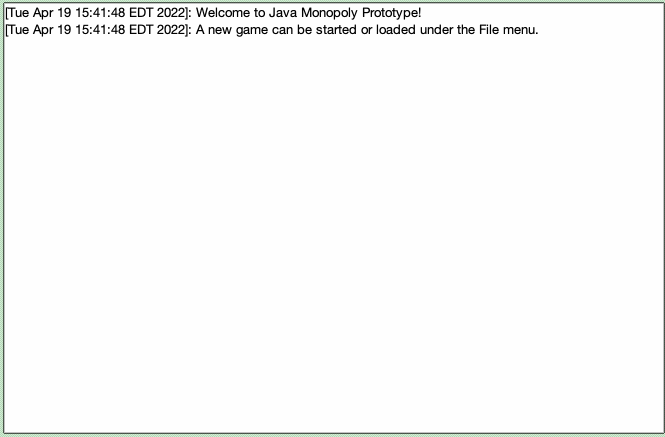 [Tue Apr 19 15:41:48 EDT 2022]: Welcome to Java Monopoly Prototype!
[Tue Apr 19 15:41:48 EDT 2022]: A new game can be started or loaded under the File menu.